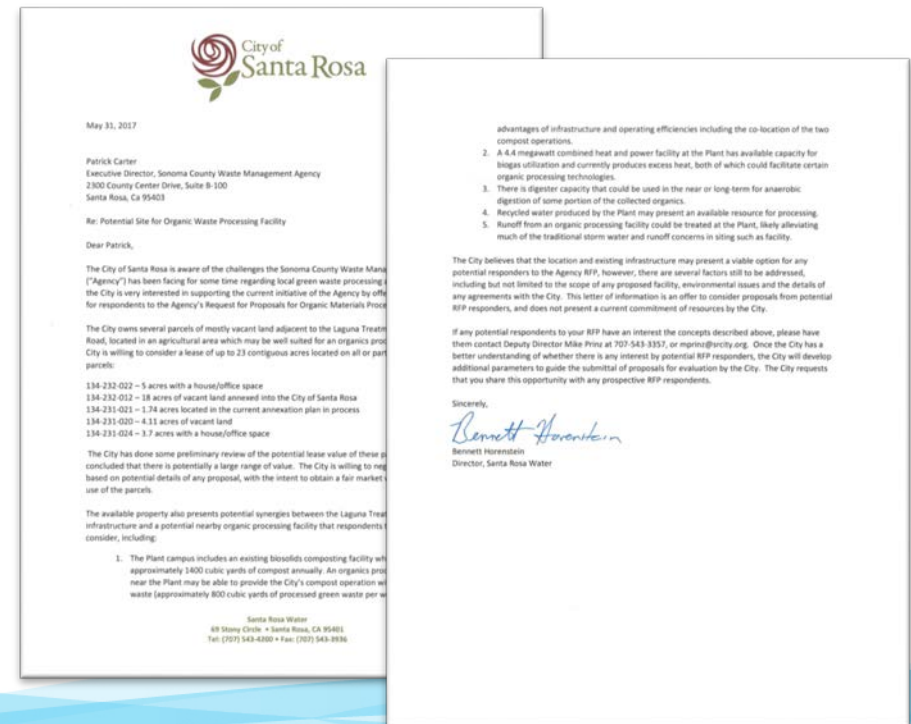 City of
Santa Rosa
May 31, 2017
Patrick Carter
Executive Director, Sonoma County Waste Management Agency
2300 County Center Drive, Suite B-100
Santa Rosa, Ca 95403
Re: Potential Site for Organic Waste Processing Facility
Dear Patrick,
The City of Santa Rosa is aware of the challenges the Sonoma County Waste Mana
("Agency") has been facing for some time regarding local green waste processing
the City is very interested in supporting the current initiative of the Agency by offe
for respondents to the Agency's Request for Proposals for Organic Materials Proce
The City owns several parcels of mostly vacant land adjacent to the Laguna Treatm
Road, located in an agricultural area which may be well suited for an organics proc
City is willing to consider a lease of up to 23 contiguous acres located on all or part
parcels:
134-232-022 – 5 acres with a house/office space
134-232-012 – 18 acres of vacant land annexed into the City of Santa Rosa
134-231-021 – 1.74 acres located in the current annexation plan in process
134-231-020 – 4.11 acres of vacant land
134-231-024 – 3.7 acres with a house/office space
The City has done some preliminary review of the potential lease value of these p
concluded that there is potentially a large range of value. The City is willing to neg
based on potential details of any proposal, with the intent to obtain a fair market
use of the parcels.
The available property also presents potential synergies between the Laguna Treat
infrastructure and a potential nearby organic processing facility that respondents
consider, including:
1. The Plant campus includes an existing biosolids composting facility wh
approximately 1400 cubic yards of compost annually. An organics proc
near the Plant may be able to provide the City's compost operation wi
waste (approximately 800 cubic yards of processed green waste per w
Santa Rosa Water
69 Stony Circle • Santa Rosa, CA 95401
Tel: (707) 543-4200 • Fax: (707) 543-3936
advantages of infrastructure and operating efficiencies including the co-location of the two
compost operations.
2. A 4.4 megawatt combined heat and power facility at the Plant has available capacity for
biogas utilization and currently produces excess heat, both of which could facilitate certain
organic processing technologies.
3. There is digester capacity that could be used in the near or long-term for anaerobic
digestion of some portion of the collected organics.
4. Recycled water produced by the Plant may present an available resource for processing.
5. Runoff from an organic processing facility could be treated at the Plant, likely alleviating
much of the traditional storm water and runoff concerns in siting such as facility.
The City believes that the location and existing infrastructure may present a viable option for any
potential responders to the Agency RFP, however, there are several factors still to be addressed,
including but not limited to the scope of any proposed facility, environmental issues and the details of
any agreements with the City. This letter of information is an offer to consider proposals from potential
RFP responders, and does not present a current commitment of resources by the City.
If any potential respondents to your RFP have an interest the concepts described above, please have
them contact Deputy Director Mike Prinz at 707-543-3357, or mprinz@srcity.org. Once the City has a
better understanding of whether there is any interest by potential RFP responders, the City will develop
additional parameters to guide the submittal of proposals for evaluation by the City. The City requests
that you share this opportunity with any prospective RFP respondents.
Sincerely,
Bennett Horenstein
Bennett Horenstein
Director, Santa Rosa Water